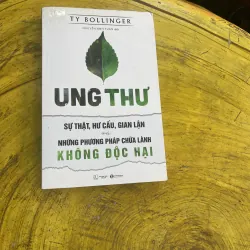 TY BOLLINGER
UNG THƯ
SỰ THẬT, HƯ CẤU, GIAN LẬN
NHỮNG PHƯƠNG PHÁP CHỮA LÀNH
KHÔNG ĐỘC HẠI